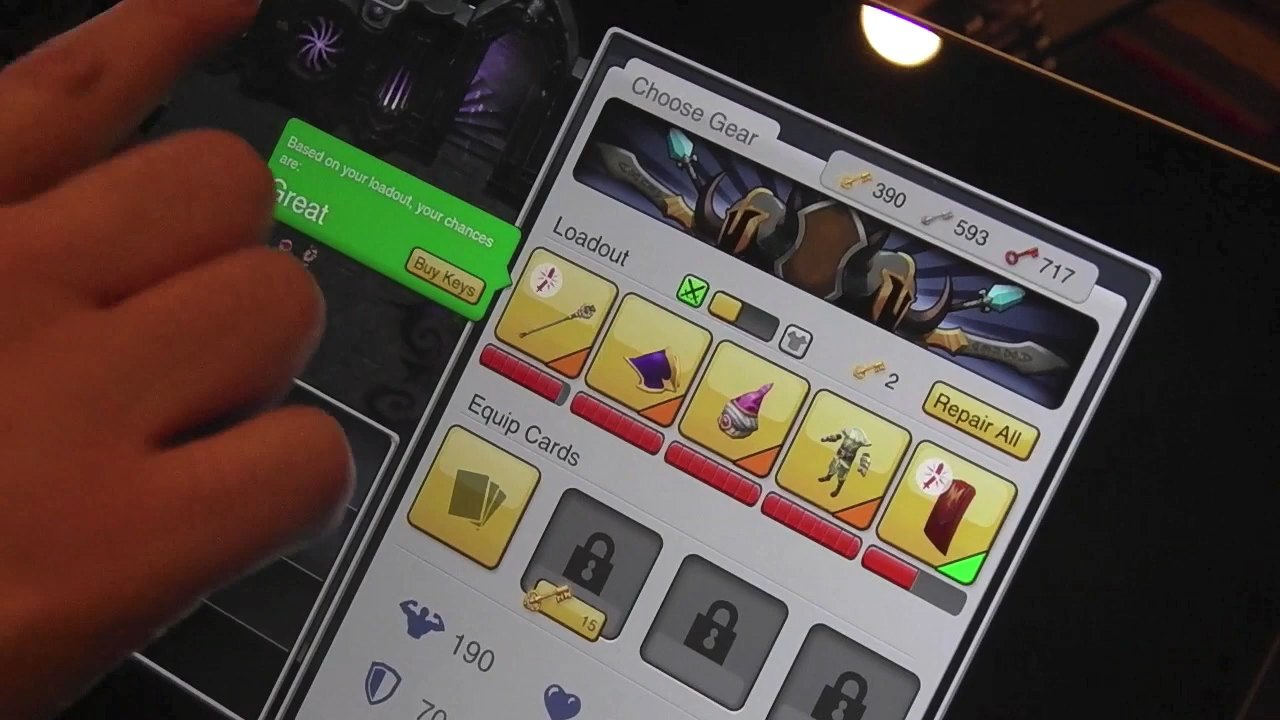 Choose Gear
390
593
717
Based on your loadout, your chances
are:
Great
Buy Keys
Loadout
2
Repair All
Equip Cards
15
190